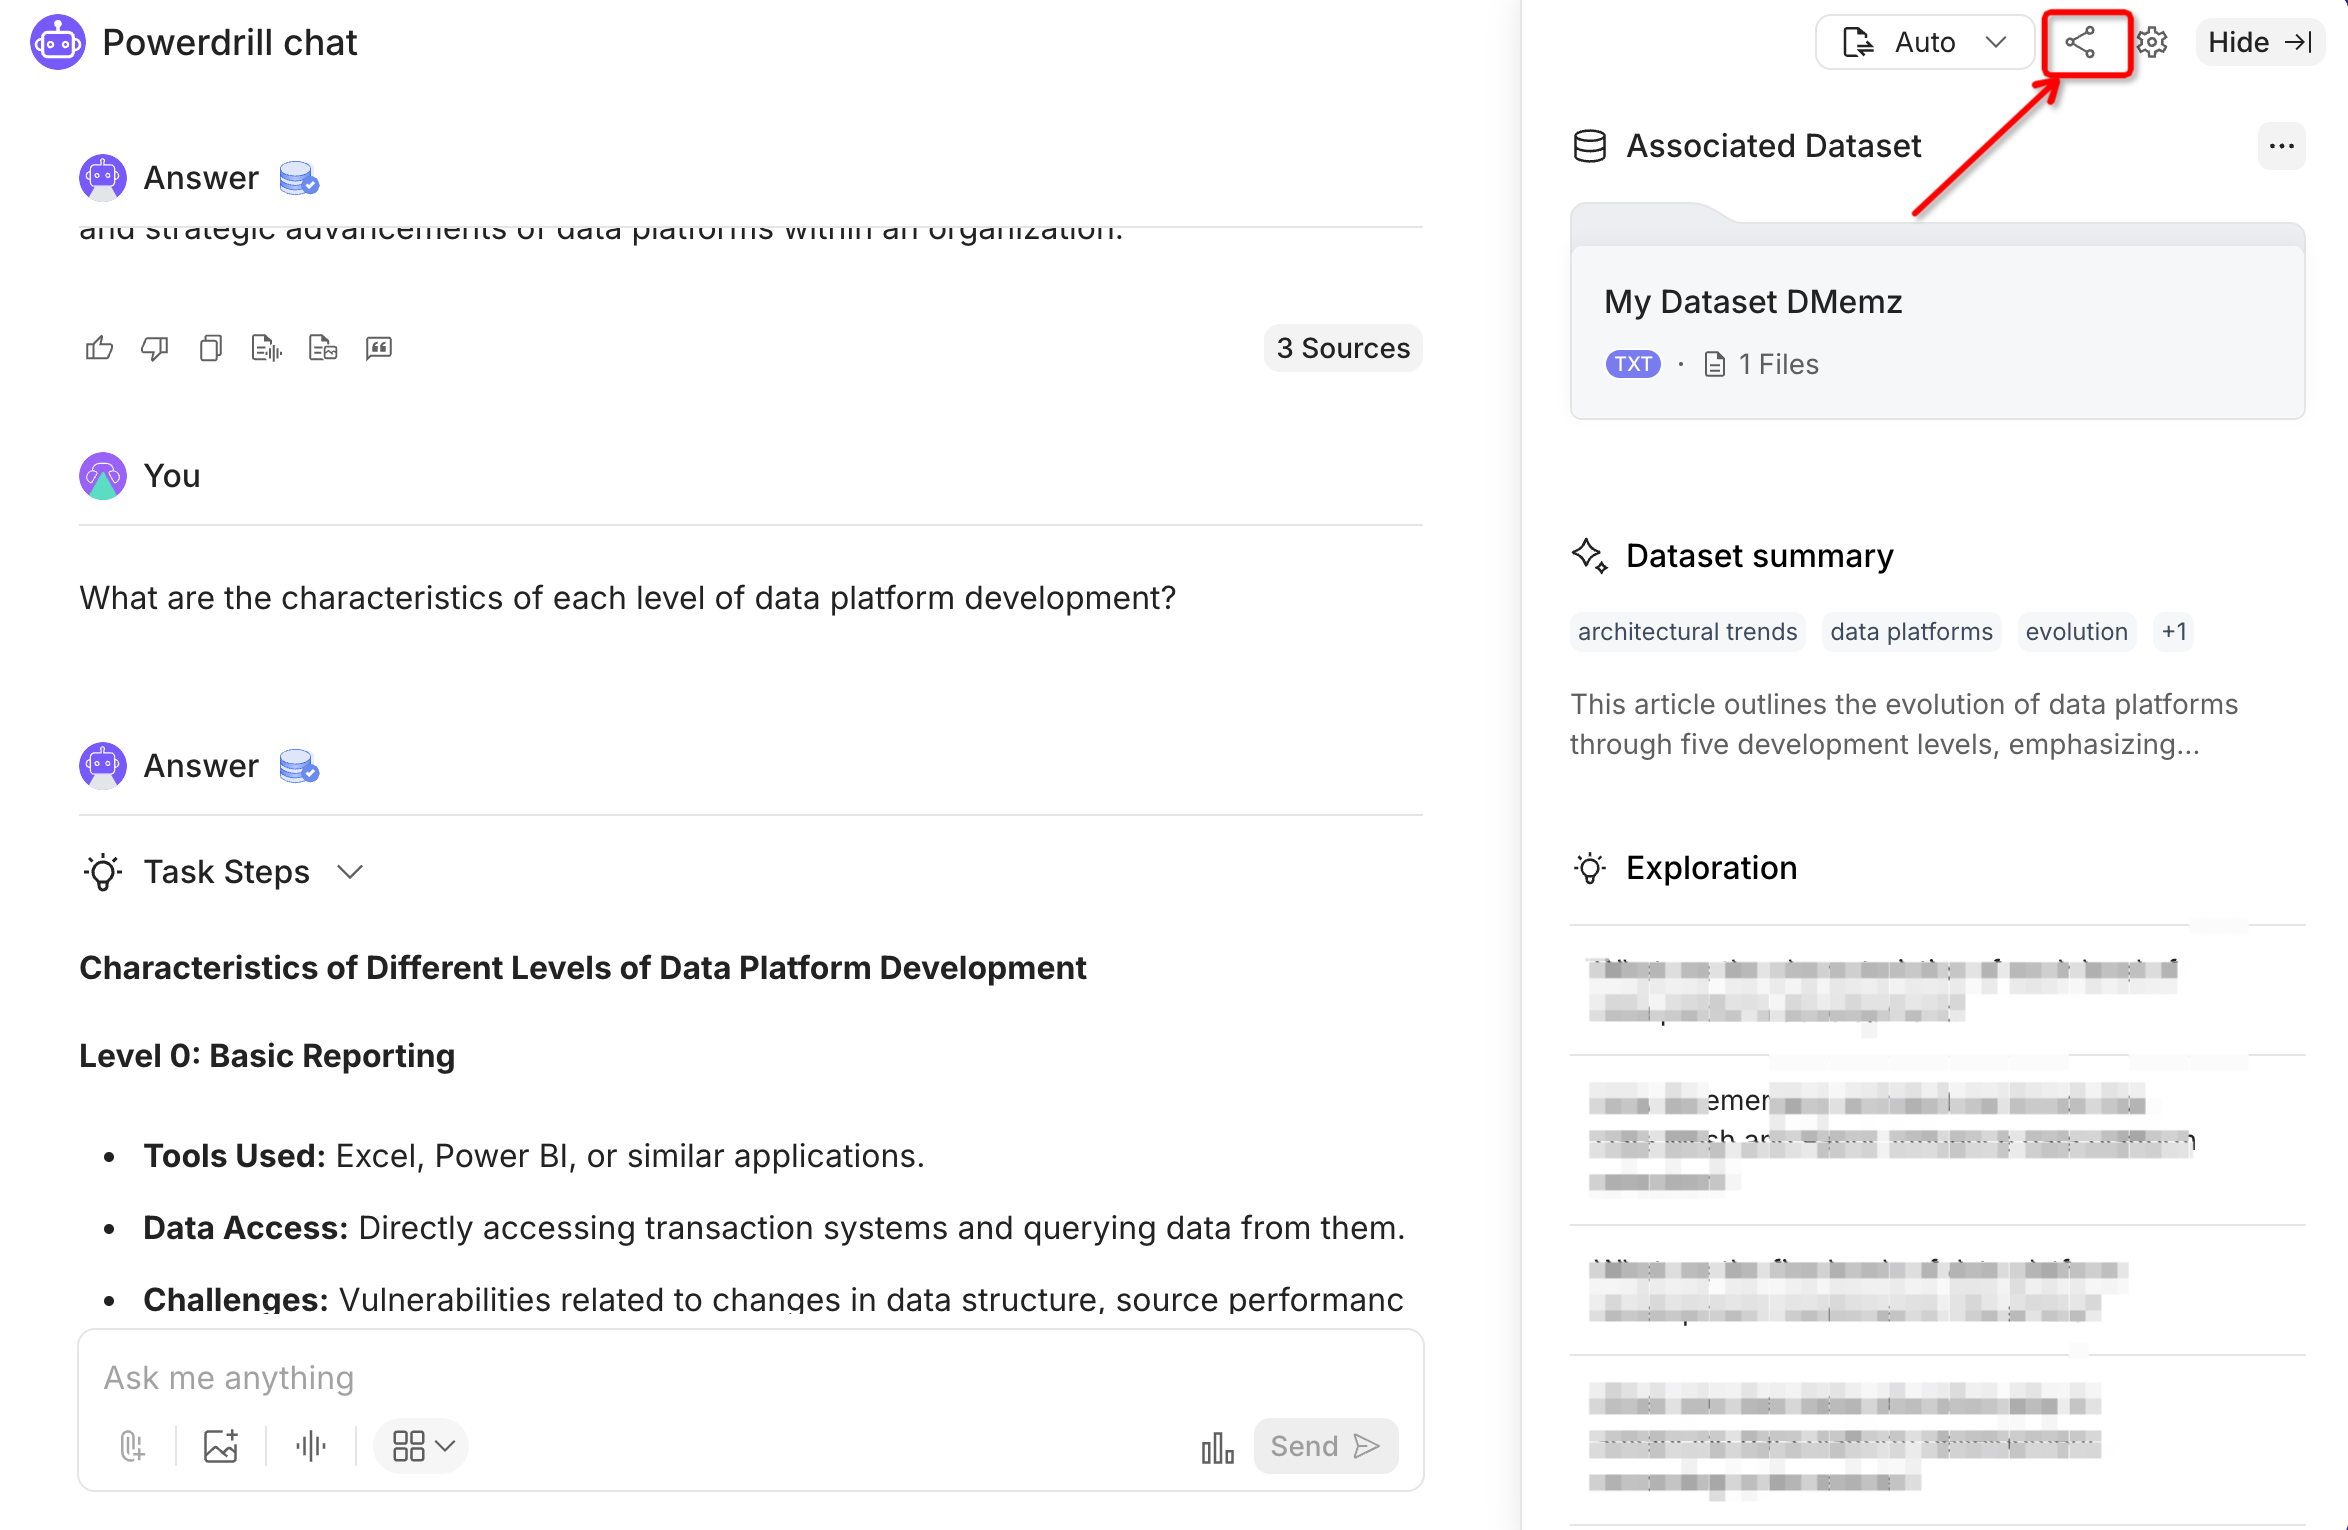 Powerdrill chat
Answer
and strategic advancements of data platforms within an organization.
3 Sources
You
What are the characteristics of each level of data platform development?
Answer
Task Steps
Characteristics of Different Levels of Data Platform Development
Level 0: Basic Reporting
• Tools Used: Excel, Power BI, or similar applications.
• Data Access: Directly accessing transaction systems and querying data from them.
• Challenges: Vulnerabilities related to changes in data structure, source performanc
Ask me anything
Send
Auto
Hide
Associated Dataset
...
My Dataset DMemz
TXT · 1 Files
Dataset summary
architectural trends data platforms evolution +1
This article outlines the evolution of data platforms
through five development levels, emphasizing...
Exploration